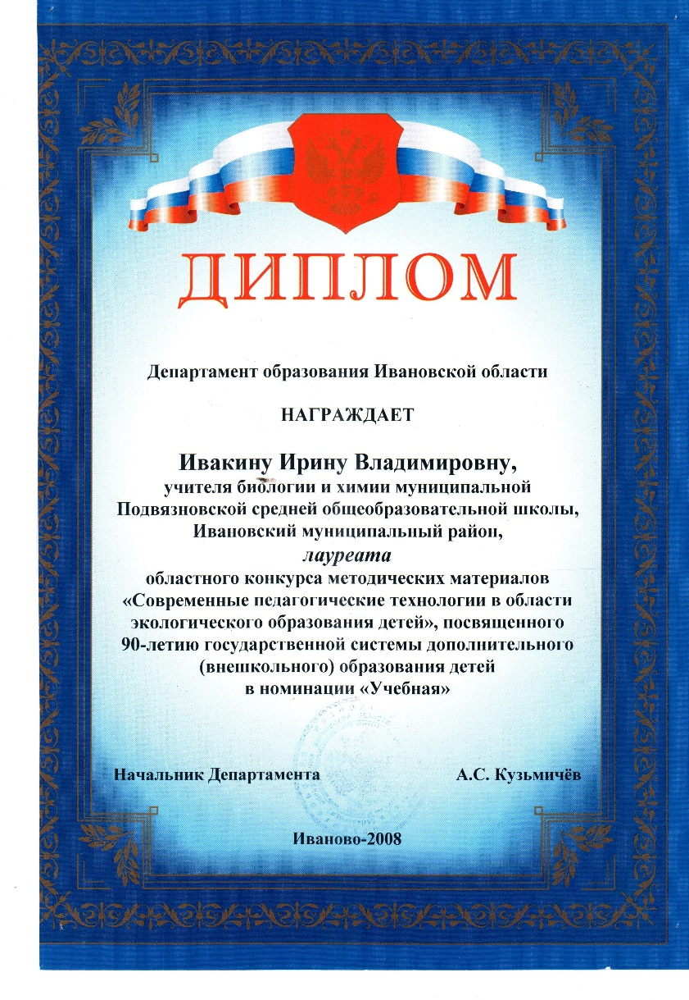 ДИПЛОМ
Департамент образования Ивановской области
НАГРАЖДАЕТ
Ивакину Ирину Владимировну,
учителя биологии и химии муниципальной
Подвязновской средней общеобразовательной школы,
Ивановский муниципальный район,
лауреата
областного конкурса методических материалов
«Современные педагогические технологии в области
экологического образования детей», посвященного
90-летию государственной системы дополнительного
(внешкольного) образования детей
в номинации «Учебная»
Начальник Департамента А.С. Кузьмичёв
Иваново-2008